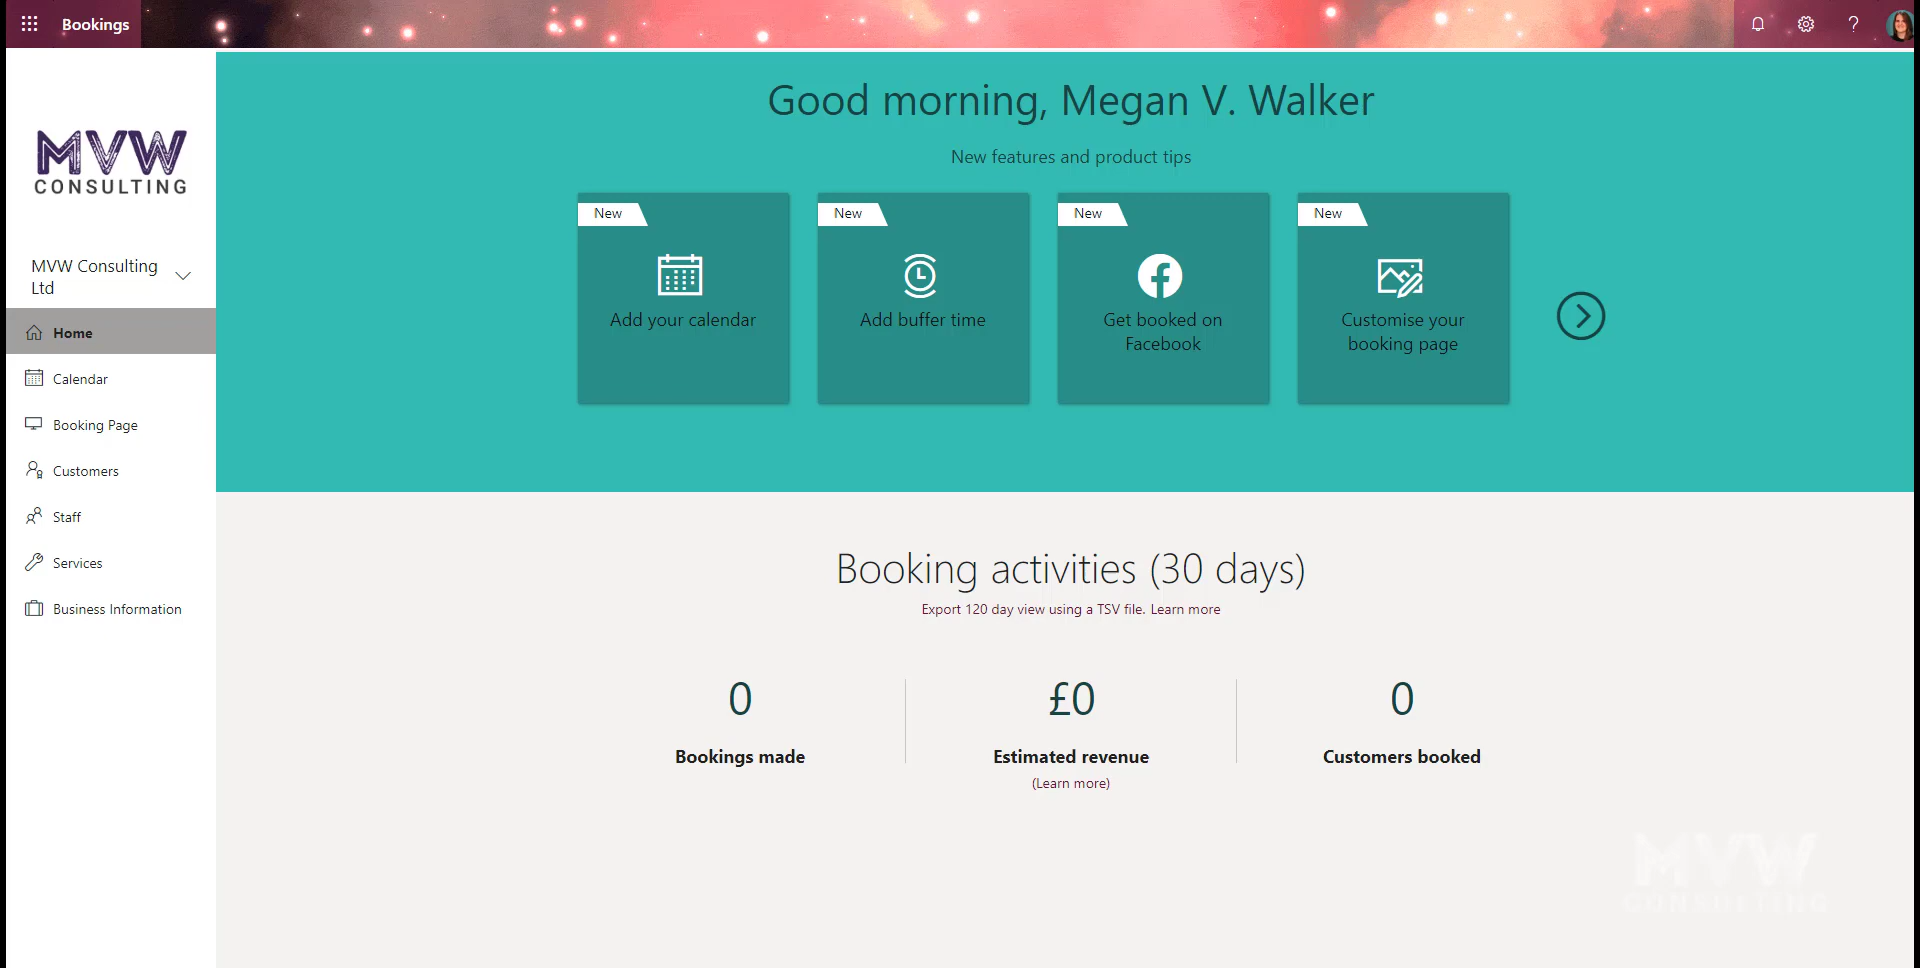 Bookings
MVW
CONSULTING
MVW Consulting
Ltd
Home
Calendar
Booking Page
Customers
Staff
Services
Business Information
Good morning, Megan V. Walker
New features and product tips
New
Add your calendar
New
Add buffer time
New
Get booked on
Facebook
New
Customise your
booking page
Booking activities (30 days)
Export 120 day view using a TSV file. Learn more
0
Bookings made
£0
Estimated revenue
(Learn more)
0
Customers booked
MVW
CONSULTING